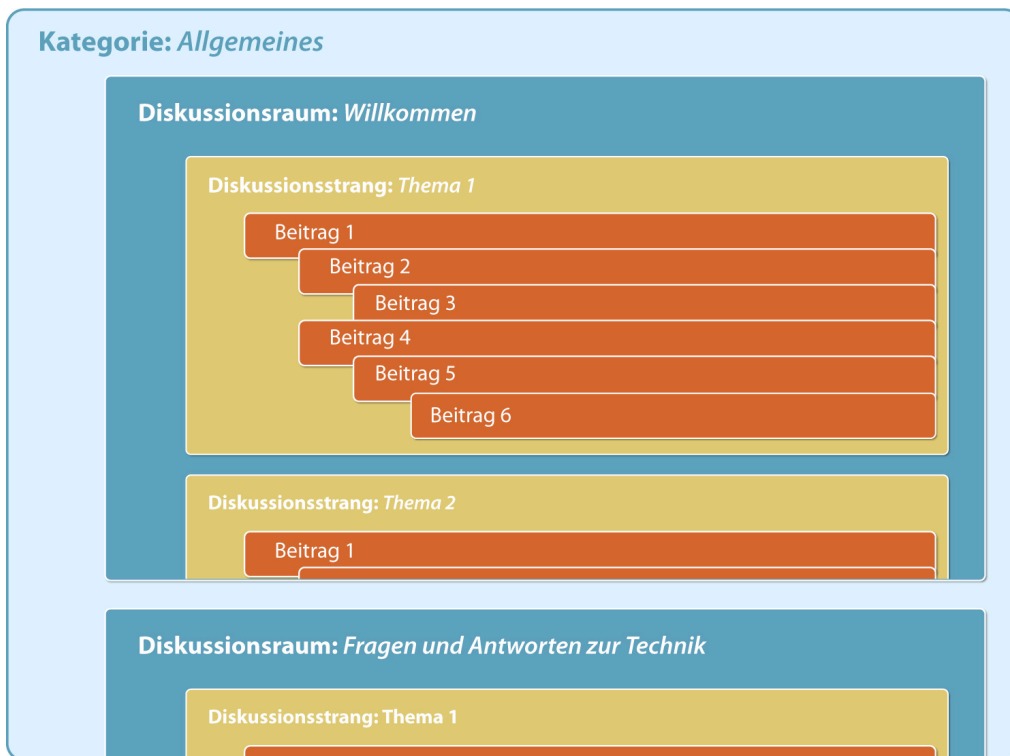 Kategorie: Allgemeines
Diskussionsraum: Willkommen
Diskussionsstrang: Thema 1
Beitrag 1
Beitrag 2
Beitrag 3
Beitrag 4
Beitrag 5
Beitrag 6
Diskussionsstrang: Thema 2
Beitrag 1
Diskussionsraum: Fragen und Antworten zur Technik
Diskussionsstrang: Thema 1